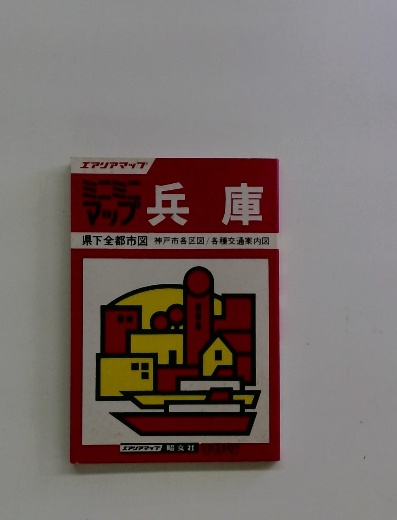 エアリアマップ
ミニミニ
マップ 兵庫
県下全都市図 神戸市各区図/各種交通案内図
エアリアマップ 昭文社